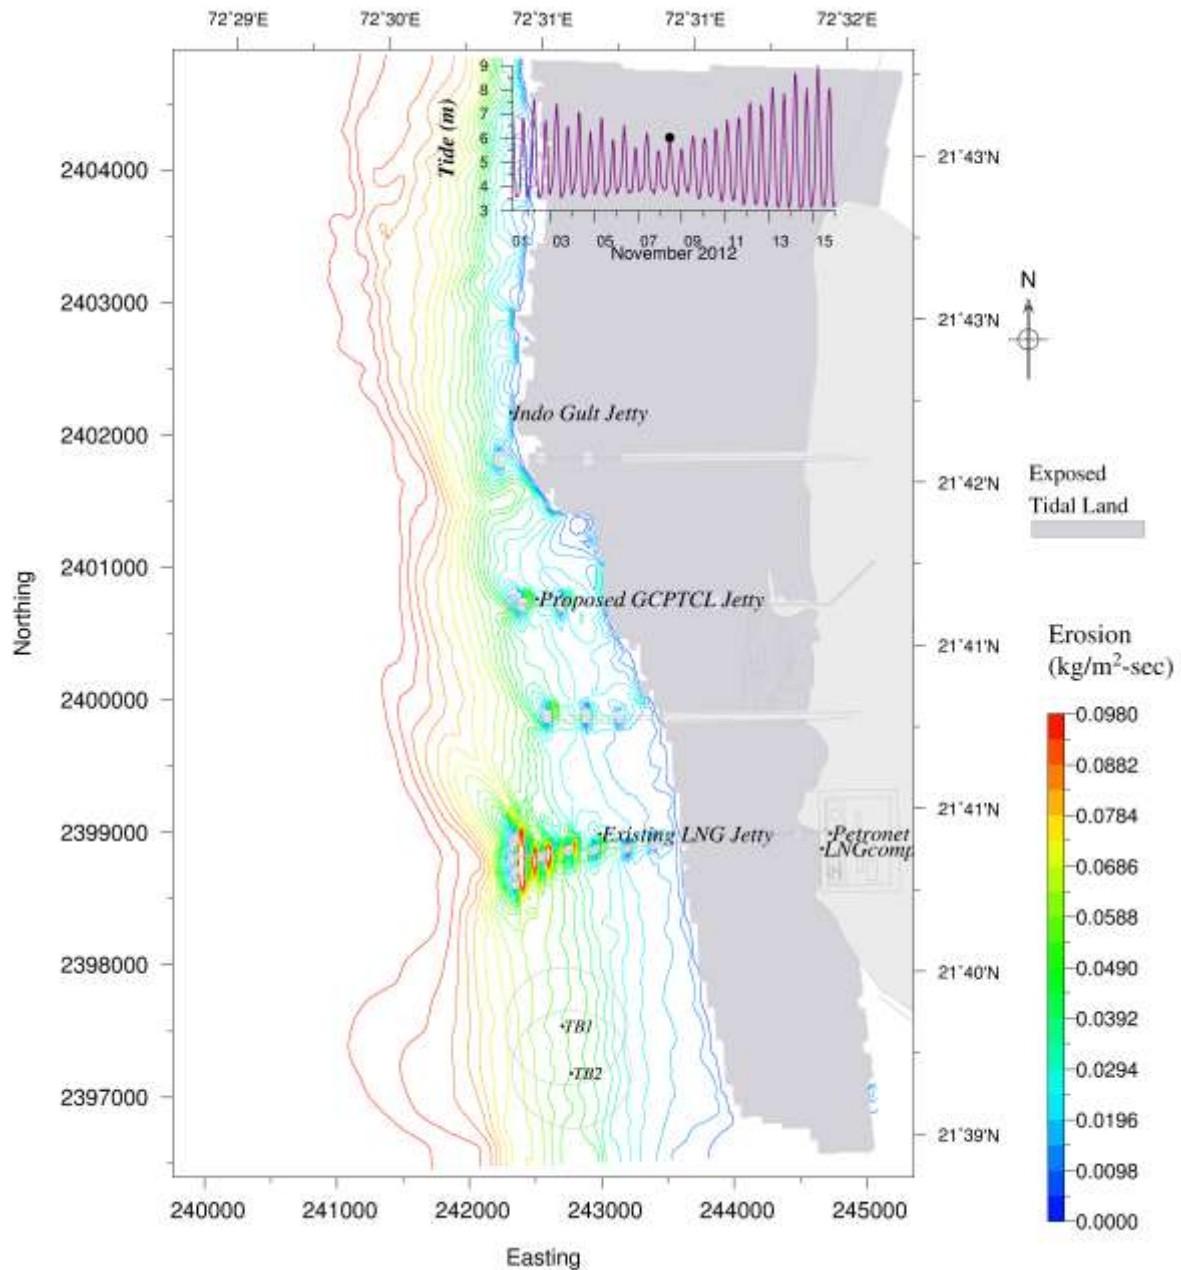 72˚29'E 72˚30'E 72˚31'E 72˚31'E 72˚32'E
9
8
7
6
5
4
3
Tide (m)
01 03 05 07 09 11 13 15
November 2012
2404000
2403000
2402000
2401000
2400000
2399000
2398000
2397000
Northing
21˚43'N
21˚43'N
21˚42'N
21˚41'N
21˚41'N
21˚40'N
21˚39'N
N
Indo Gult Jetty
Proposed GCPTCL Jetty
Existing LNG Jetty
Petronet
LNGcomp
TB1
TB2
Exposed
Tidal Land
Erosion
(kg/m²-sec)
0.0980
0.0882
0.0784
0.0686
0.0588
0.0490
0.0392
0.0294
0.0196
0.0098
0.0000
240000 241000 242000 243000 244000 245000
Easting